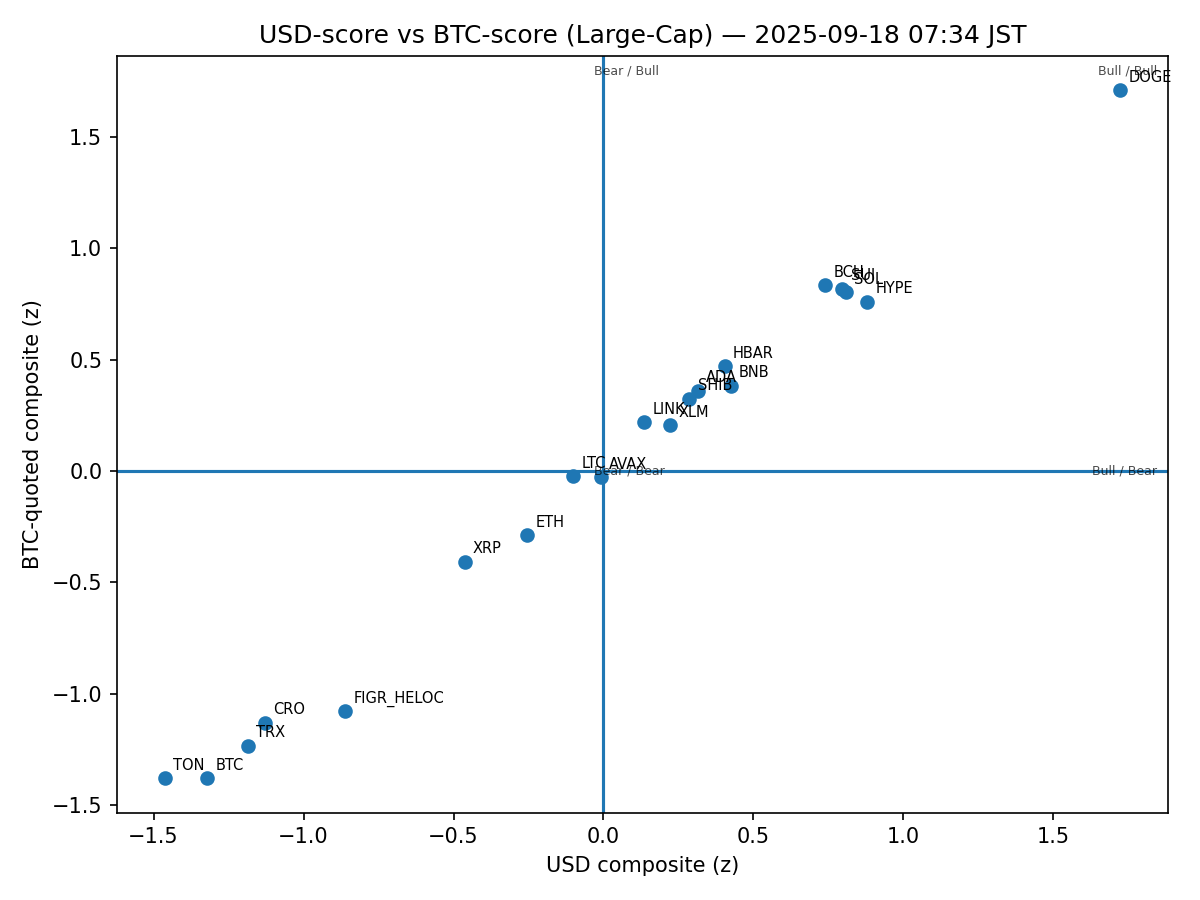 USD-score vs BTC-score (Large-Cap) — 2025-09-18 07:34 JST
Bear / Bull
Bull / Bull
DOGE
1.5
1.0
BCH
SUI
SOL
HYPE
0.5
HBAR
BNB
ADA
SHIB
LINK
XLM
0.0
LTC
AVAX
Bear / Bear
Bull / Bear
ETH
XRP
−0.5
−1.0
FIGR_HELOC
CRO
TRX
TON
BTC
−1.5
−1.5
−1.0
−0.5
0.0
0.5
1.0
1.5
USD composite (z)
BTC-quoted composite (z)